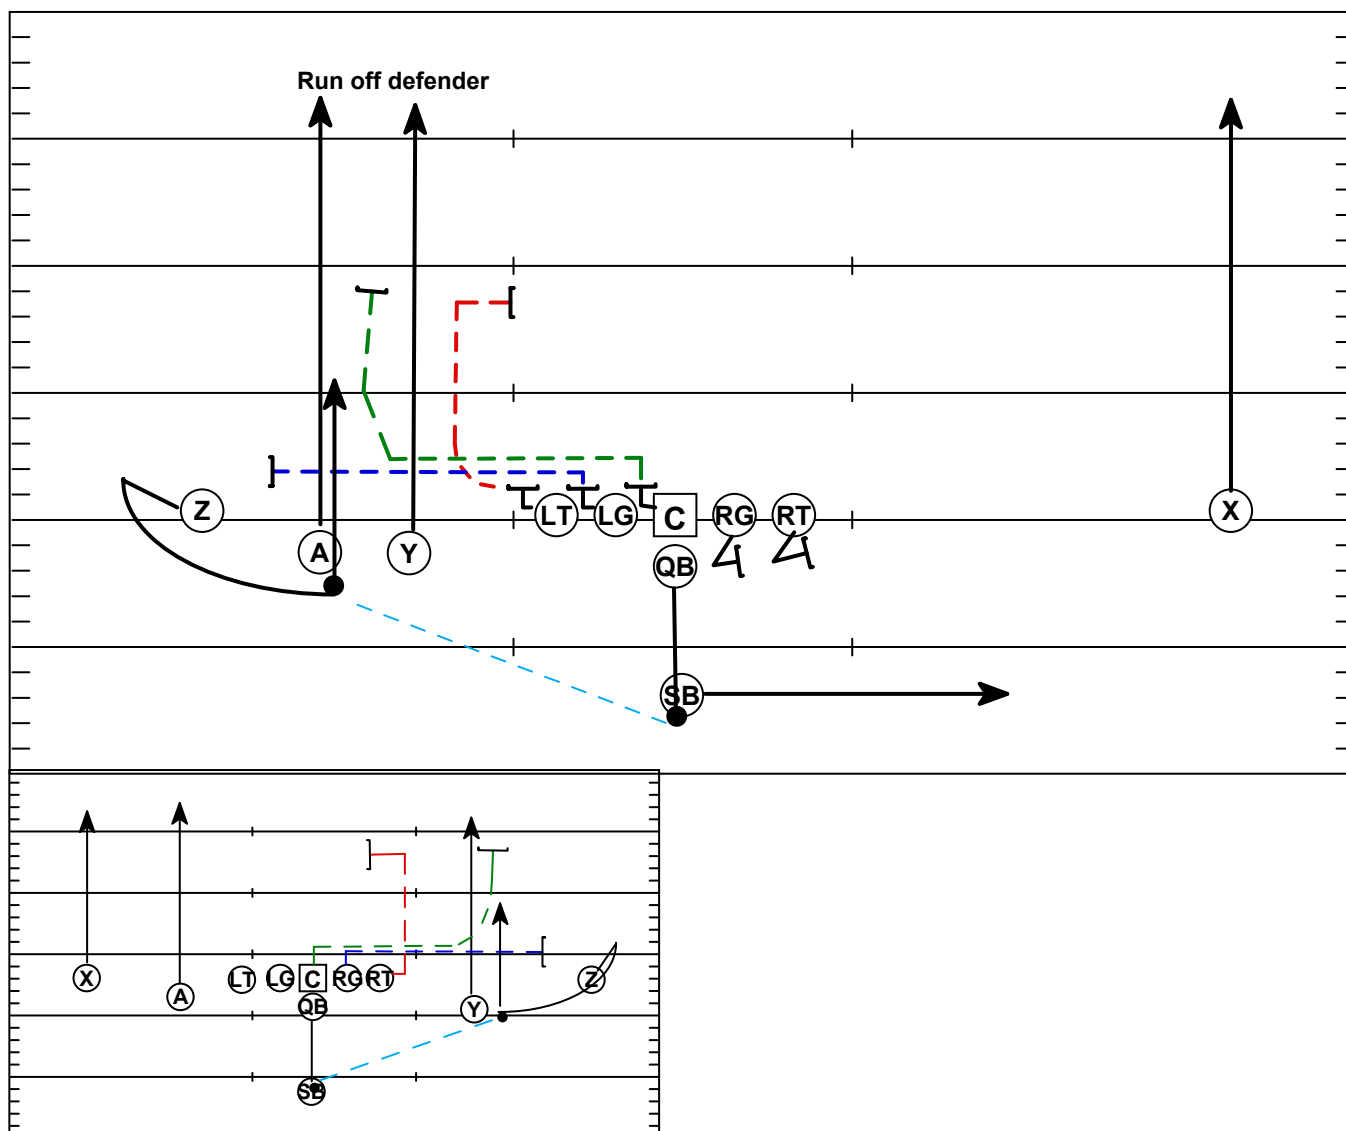 Run off defender
Z
A
Y
LT
LG
C
RG
RT
X
QB
SB
X
A
LT
LG
C
RG
RT
Z
QB
Y
SB